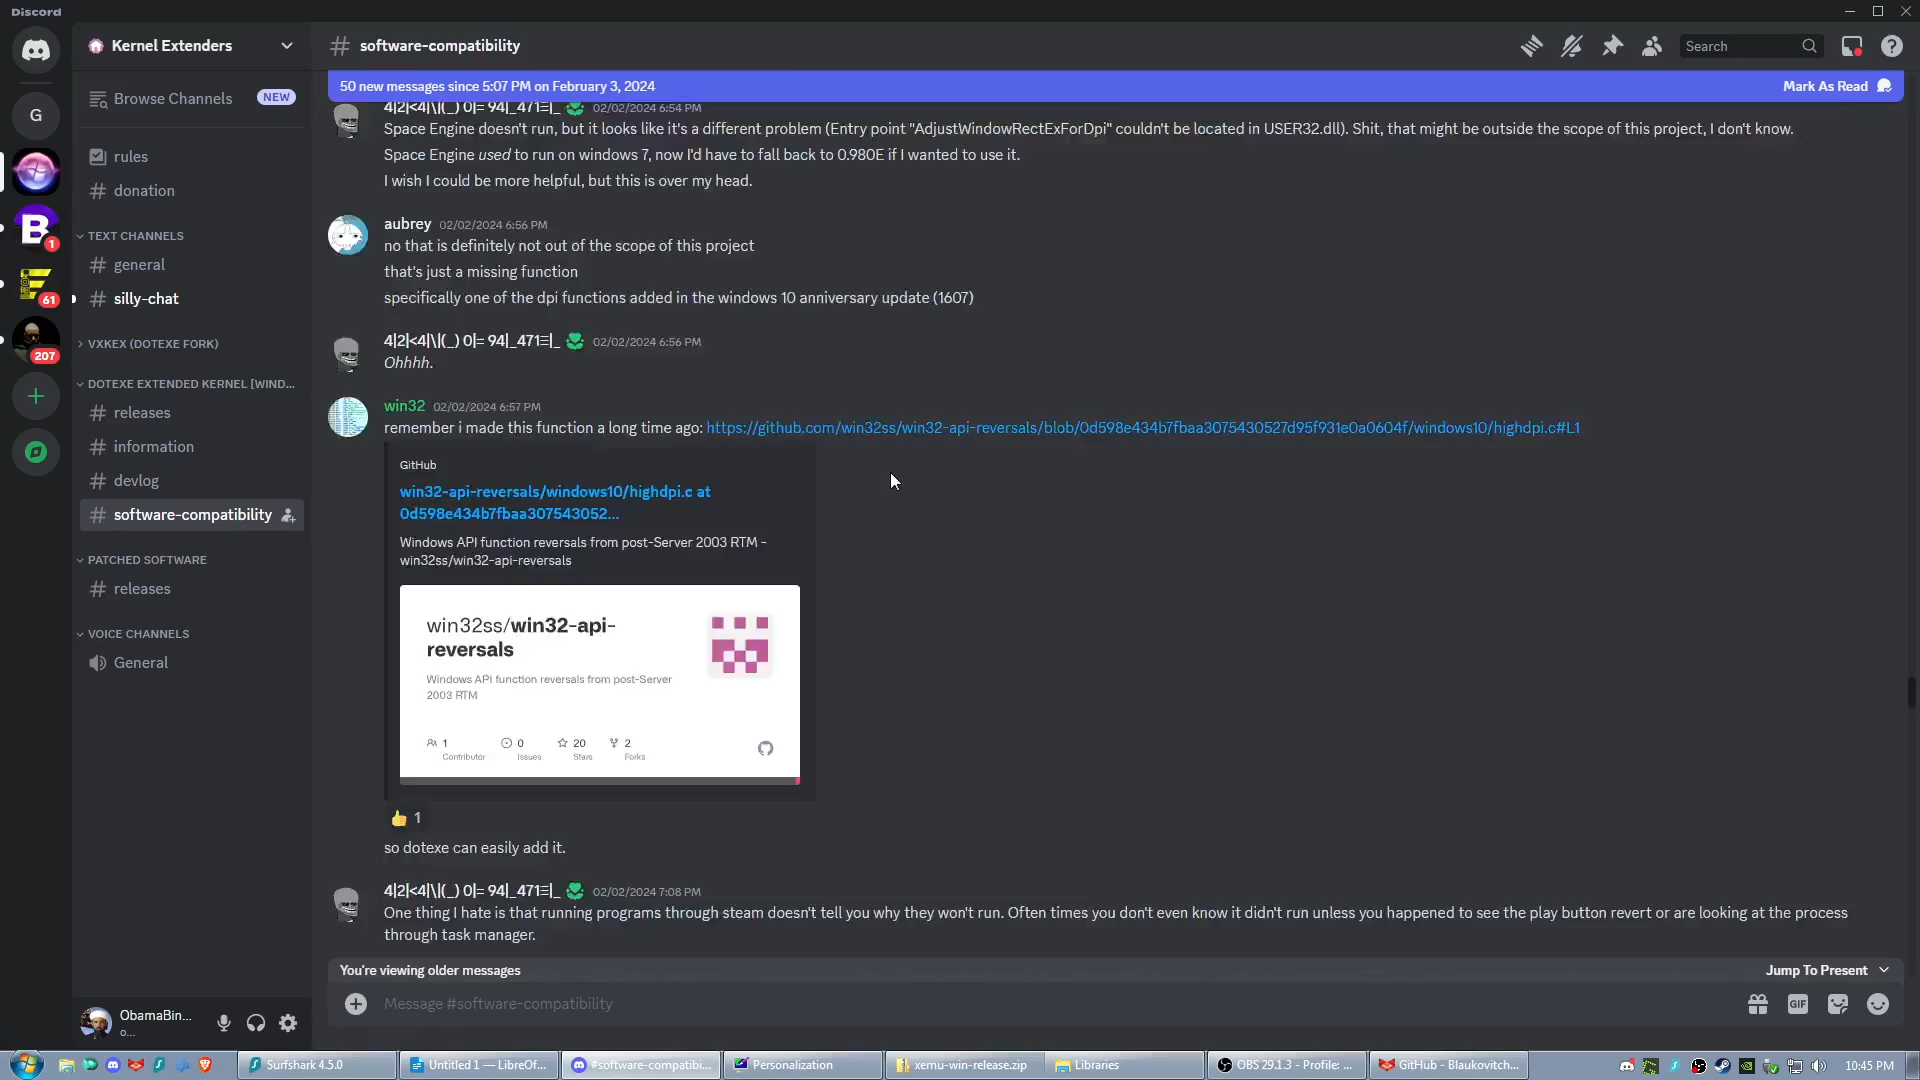 Discord
Kernel Extenders
software-compatibility
Search
Browse Channels
NEW
50 new messages since 5:07 PM on February 3, 2024
Mark As Read
G
rules
donation
TEXT CHANNELS
general
silly-chat
VXKEX (DOTEXE FORK)
DOTEXE EXTENDED KERNEL [WIND...
releases
information
devlog
software-compatibility
PATCHED SOFTWARE
releases
VOICE CHANNELS
General
B
1
61
207
4|2|<4|\|(_) 0|= 94|_471Ξ|_ 02/02/2024 6:54 PM
Space Engine doesn't run, but it looks like it's a different problem (Entry point "AdjustWindowRectExForDpi" couldn't be located in USER32.dll). Shit, that might be outside the scope of this project, I don't know.
Space Engine used to run on windows 7, now I'd have to fall back to 0.980E if I wanted to use it.
I wish I could be more helpful, but this is over my head.
aubrey 02/02/2024 6:56 PM
no that is definitely not out of the scope of this project
that's just a missing function
specifically one of the dpi functions added in the windows 10 anniversary update (1607)
4|2|<4|\|(_) 0|= 94|_471Ξ|_ 02/02/2024 6:56 PM
Ohhhh.
win32 02/02/2024 6:57 PM
remember i made this function a long time ago: https://github.com/win32ss/win32-api-reversals/blob/0d598e434b7fbaa3075430527d95f931e0a0604f/windows10/highdpi.c#L1
GitHub
win32-api-reversals/windows10/highdpi.c at
0d598e434b7fbaa307543052...
Windows API function reversals from post-Server 2003 RTM -
win32ss/win32-api-reversals
win32ss/win32-api-
reversals
Windows API function reversals from post-Server
2003 RTM
1
Contributor
0
Issues
20
Stars
2
Forks
1
so dotexe can easily add it.
4|2|<4|\|(_) 0|= 94|_471Ξ|_ 02/02/2024 7:08 PM
One thing I hate is that running programs through steam doesn't tell you why they won't run. Often times you don't even know it didn't run unless you happened to see the play button revert or are looking at the process
through task manager.
You're viewing older messages
Jump To Present
Message #software-compatibility
GIF
ObamaBin...
o...
Surfshark 4.5.0
Untitled 1 — LibreOf...
#software-compatibi...
Personalization
xemu-win-release.zip
Libraries
OBS 29.1.3 - Profile: ...
GitHub - Blaukovitch...
10:45 PM